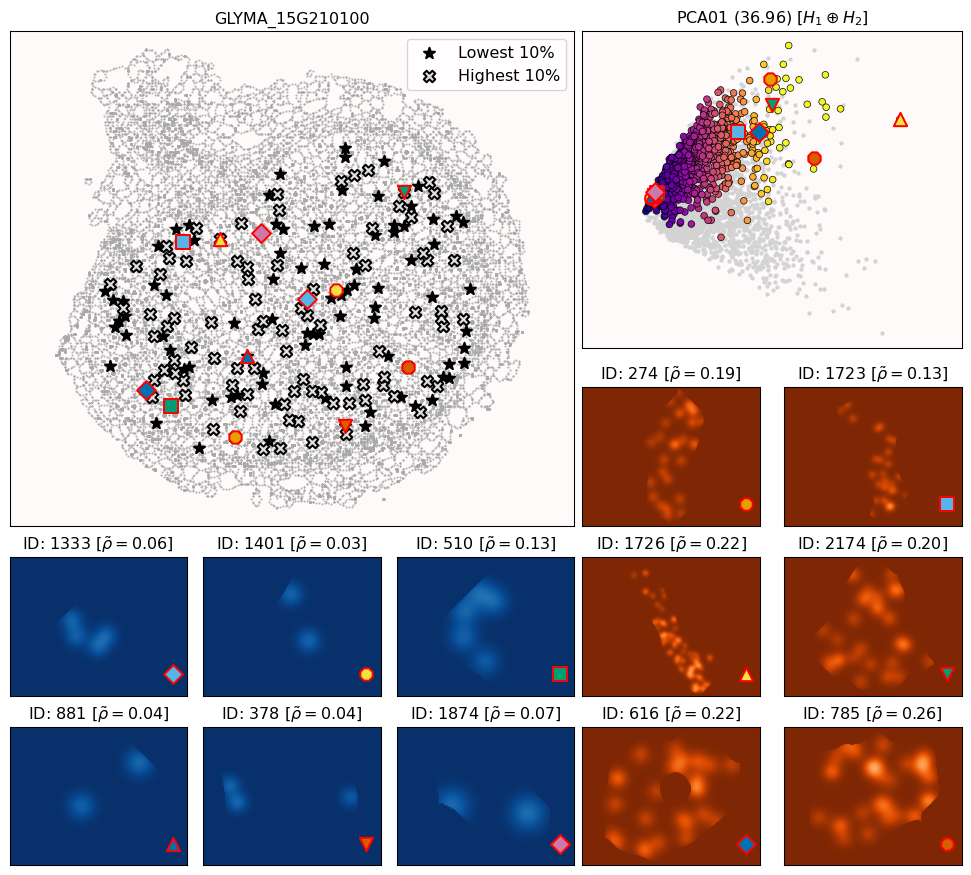 GLYMA_15G210100
PCA01 (36.96) [$H_1 \oplus H_2$]
Lowest 10%
Highest 10%
ID: 274 [$\tilde{\rho} = 0.19$]
ID: 1723 [$\tilde{\rho} = 0.13$]
ID: 1333 [$\tilde{\rho} = 0.06$]
ID: 1401 [$\tilde{\rho} = 0.03$]
ID: 510 [$\tilde{\rho} = 0.13$]
ID: 1726 [$\tilde{\rho} = 0.22$]
ID: 2174 [$\tilde{\rho} = 0.20$]
ID: 881 [$\tilde{\rho} = 0.04$]
ID: 378 [$\tilde{\rho} = 0.04$]
ID: 1874 [$\tilde{\rho} = 0.07$]
ID: 616 [$\tilde{\rho} = 0.22$]
ID: 785 [$\tilde{\rho} = 0.26$]